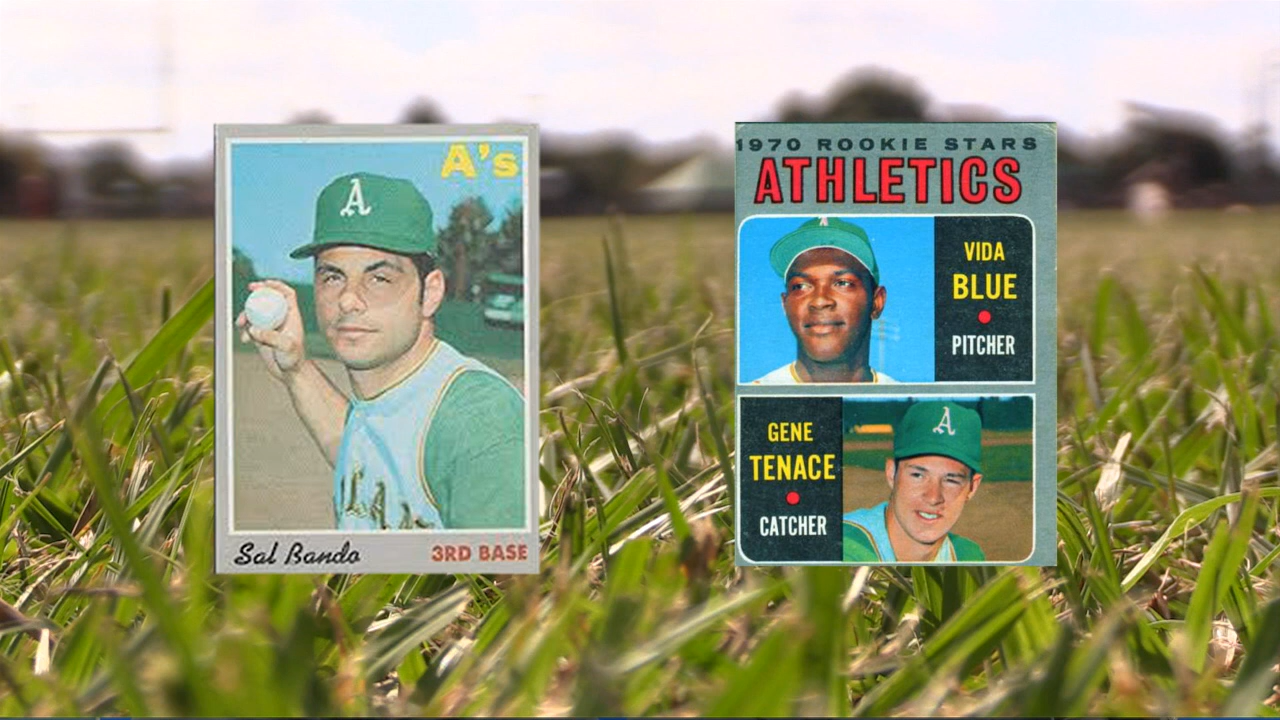 A's
A
Sal Bando
3RD BASE
1970 ROOKIE STARS
ATHLETICS
VIDA
BLUE
PITCHER
GENE
TENACE
CATCHER
A